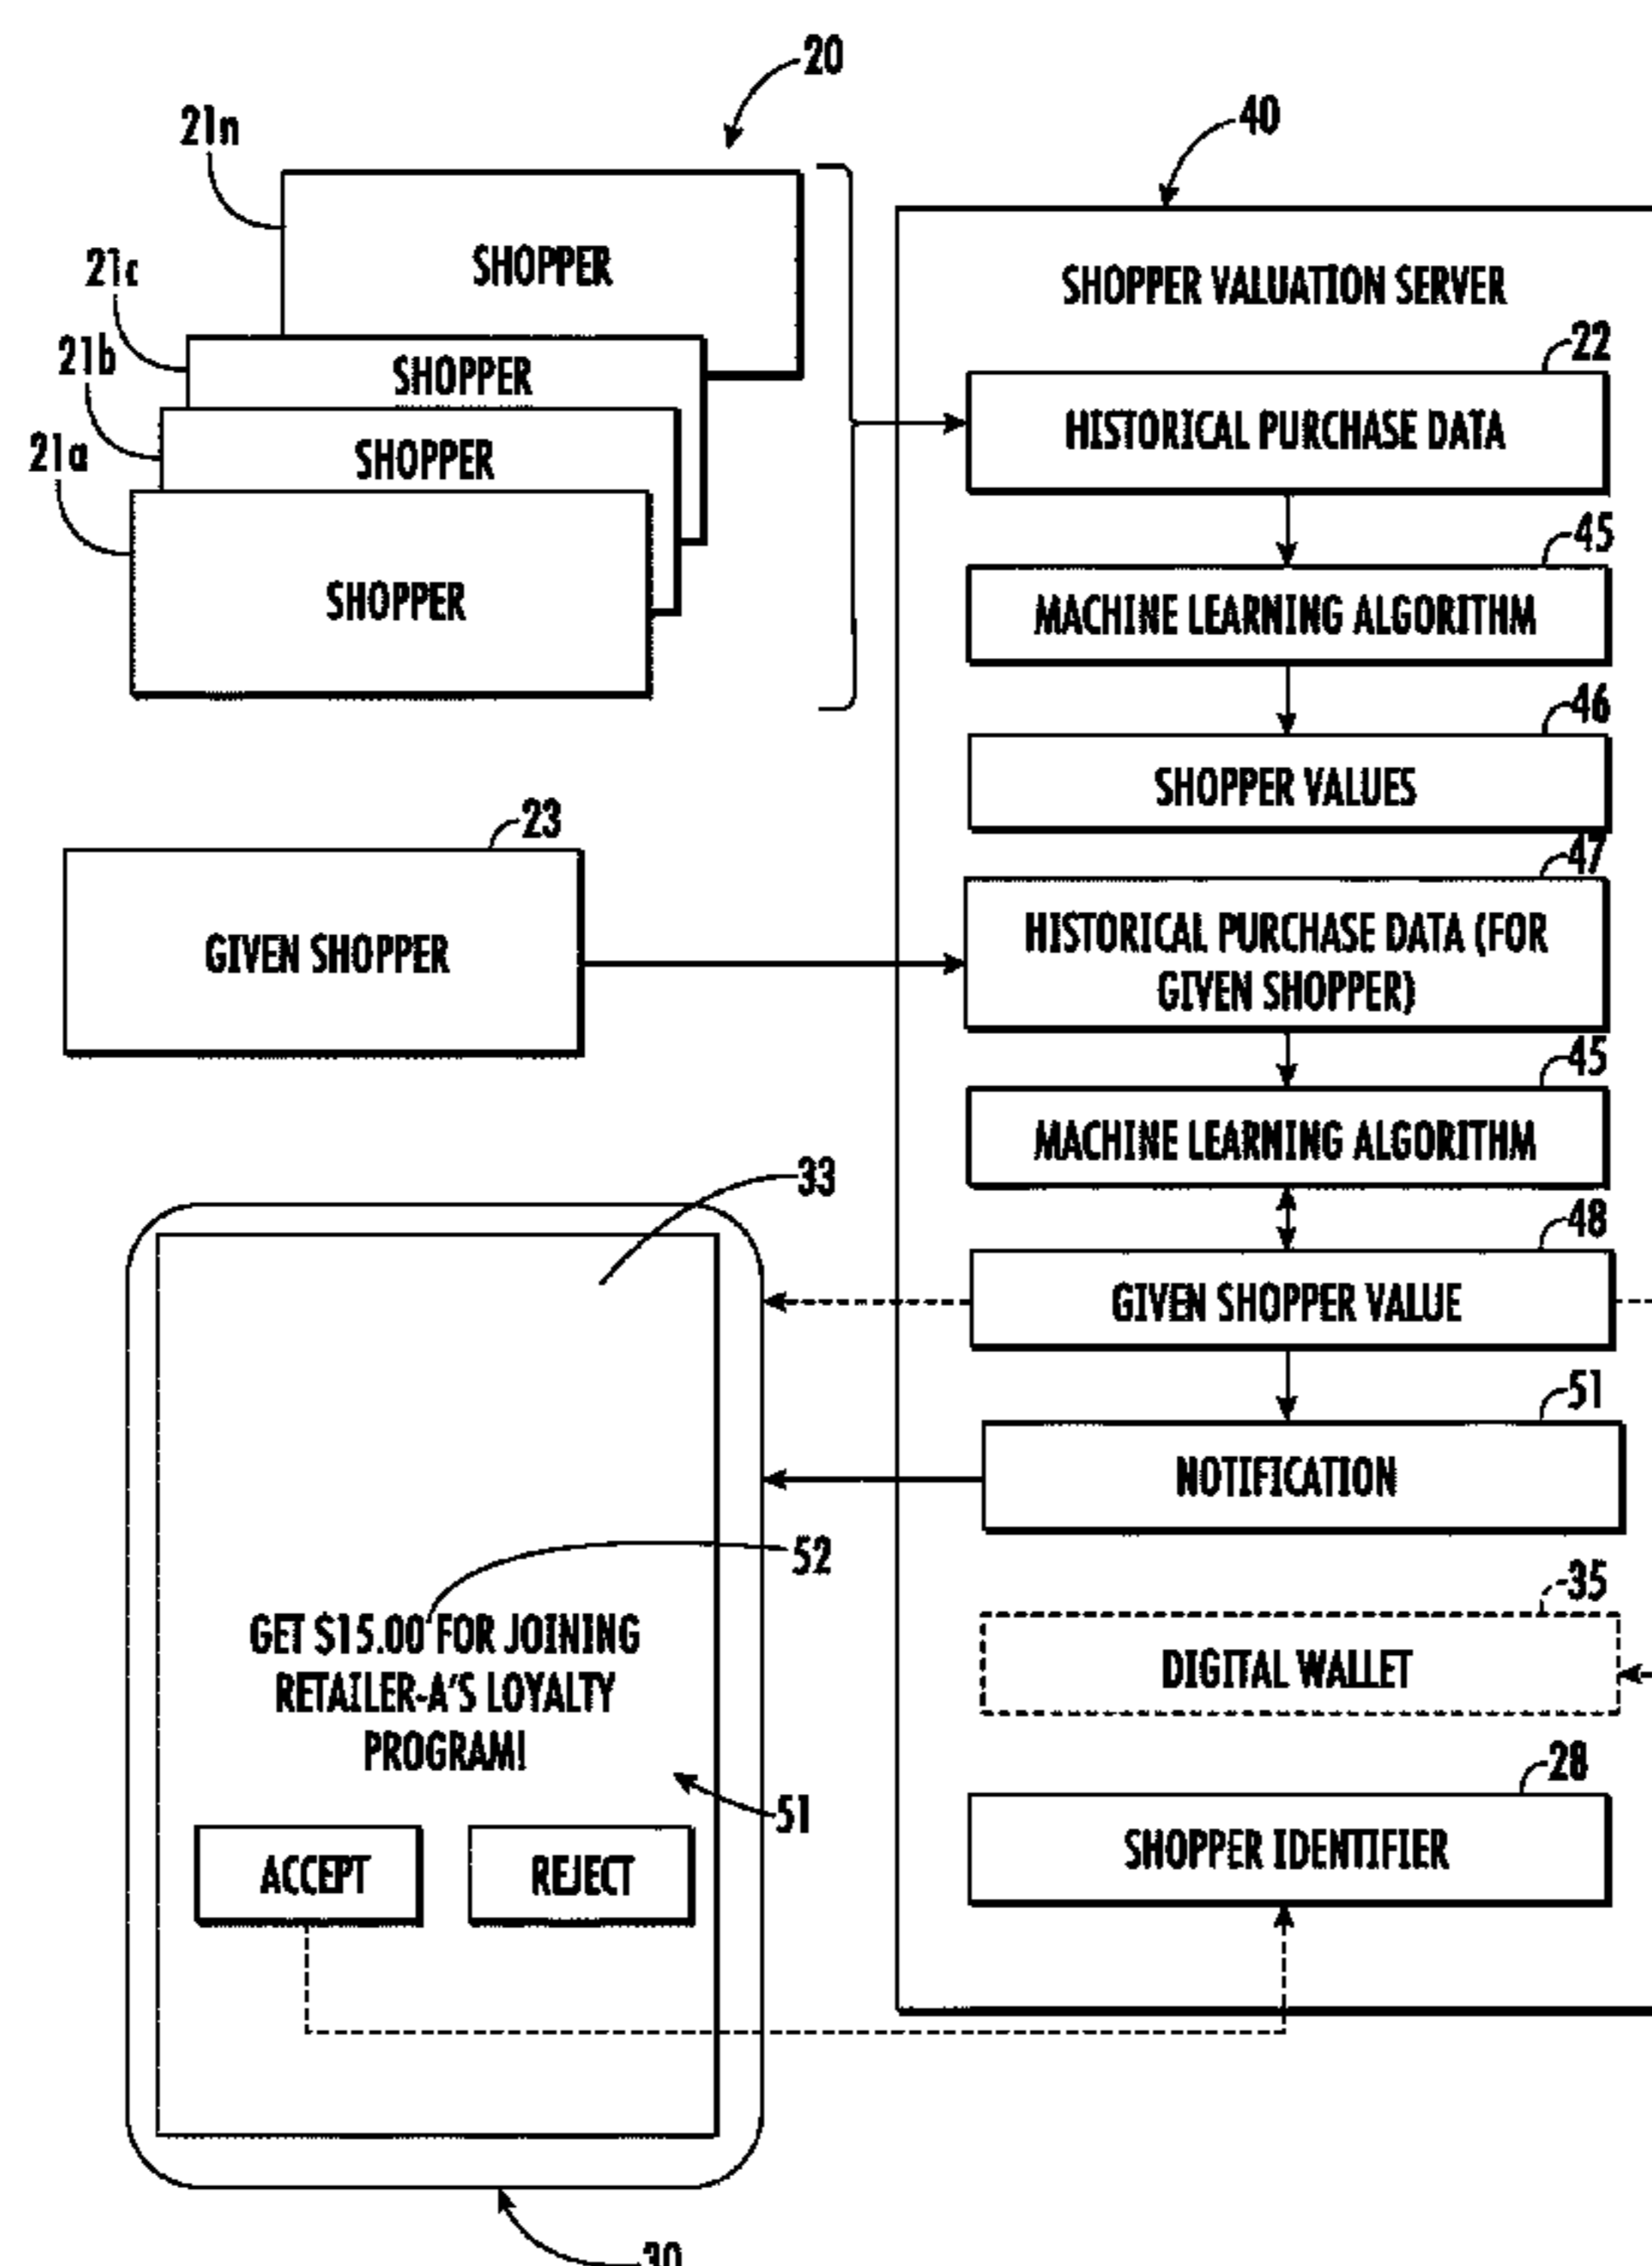 20
21n
40
SHOPPER
SHOPPER VALUATION SERVER
21c
22
21b
SHOPPER
HISTORICAL PURCHASE DATA
21a
SHOPPER
45
SHOPPER
MACHINE LEARNING ALGORITHM
46
SHOPPER VALUES
23
47
GIVEN SHOPPER
HISTORICAL PURCHASE DATA (FOR
GIVEN SHOPPER)
45
MACHINE LEARNING ALGORITHM
33
48
GIVEN SHOPPER VALUE
51
NOTIFICATION
52
35
GET $15.00 FOR JOINING
RETAILER-A'S LOYALTY
PROGRAM!
DIGITAL WALLET
28
51
SHOPPER IDENTIFIER
ACCEPT
REJECT
30